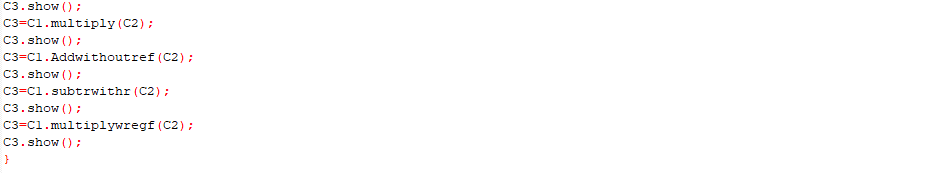 C3.show();
C3=C1.multiply(C2);
C3.show();
C3=C1.Addwithoutref(C2);
C3.show();
C3=C1.subtrwithr(C2);
C3.show();
C3=C1.multiplywregf(C2);
C3.show();
}